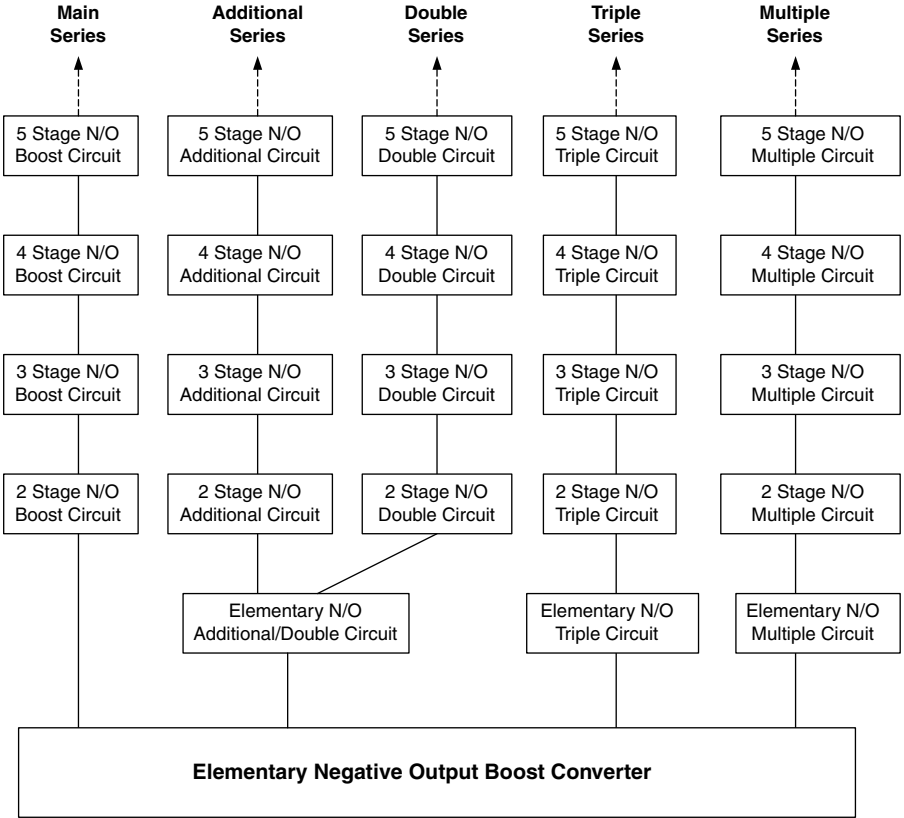 Main
Series
Additional
Series
Double
Series
Triple
Series
Multiple
Series
5 Stage N/O
Boost Circuit
5 Stage N/O
Additional Circuit
5 Stage N/O
Double Circuit
5 Stage N/O
Triple Circuit
5 Stage N/O
Multiple Circuit
4 Stage N/O
Boost Circuit
4 Stage N/O
Additional Circuit
4 Stage N/O
Double Circuit
4 Stage N/O
Triple Circuit
4 Stage N/O
Multiple Circuit
3 Stage N/O
Boost Circuit
3 Stage N/O
Additional Circuit
3 Stage N/O
Double Circuit
3 Stage N/O
Triple Circuit
3 Stage N/O
Multiple Circuit
2 Stage N/O
Boost Circuit
2 Stage N/O
Additional Circuit
2 Stage N/O
Double Circuit
2 Stage N/O
Triple Circuit
2 Stage N/O
Multiple Circuit
Elementary N/O
Additional/Double Circuit
Elementary N/O
Triple Circuit
Elementary N/O
Multiple Circuit
Elementary Negative Output Boost Converter